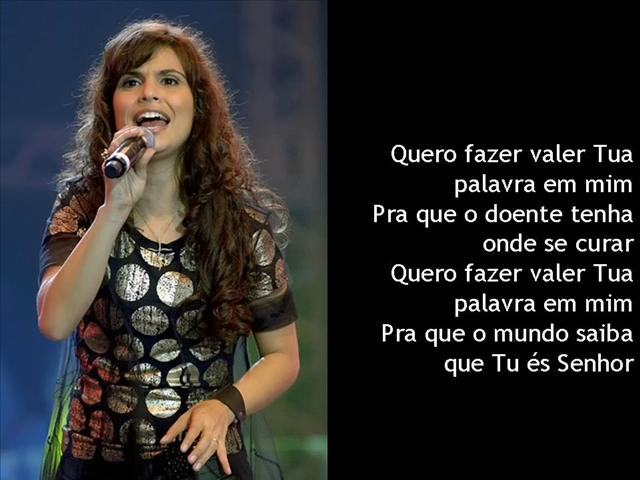 Quero fazer valer Tua
palavra em mim
Pra que o doente tenha
onde se curar
Quero fazer valer Tua
palavra em mim
Pra que o mundo saiba
que Tu és Senhor